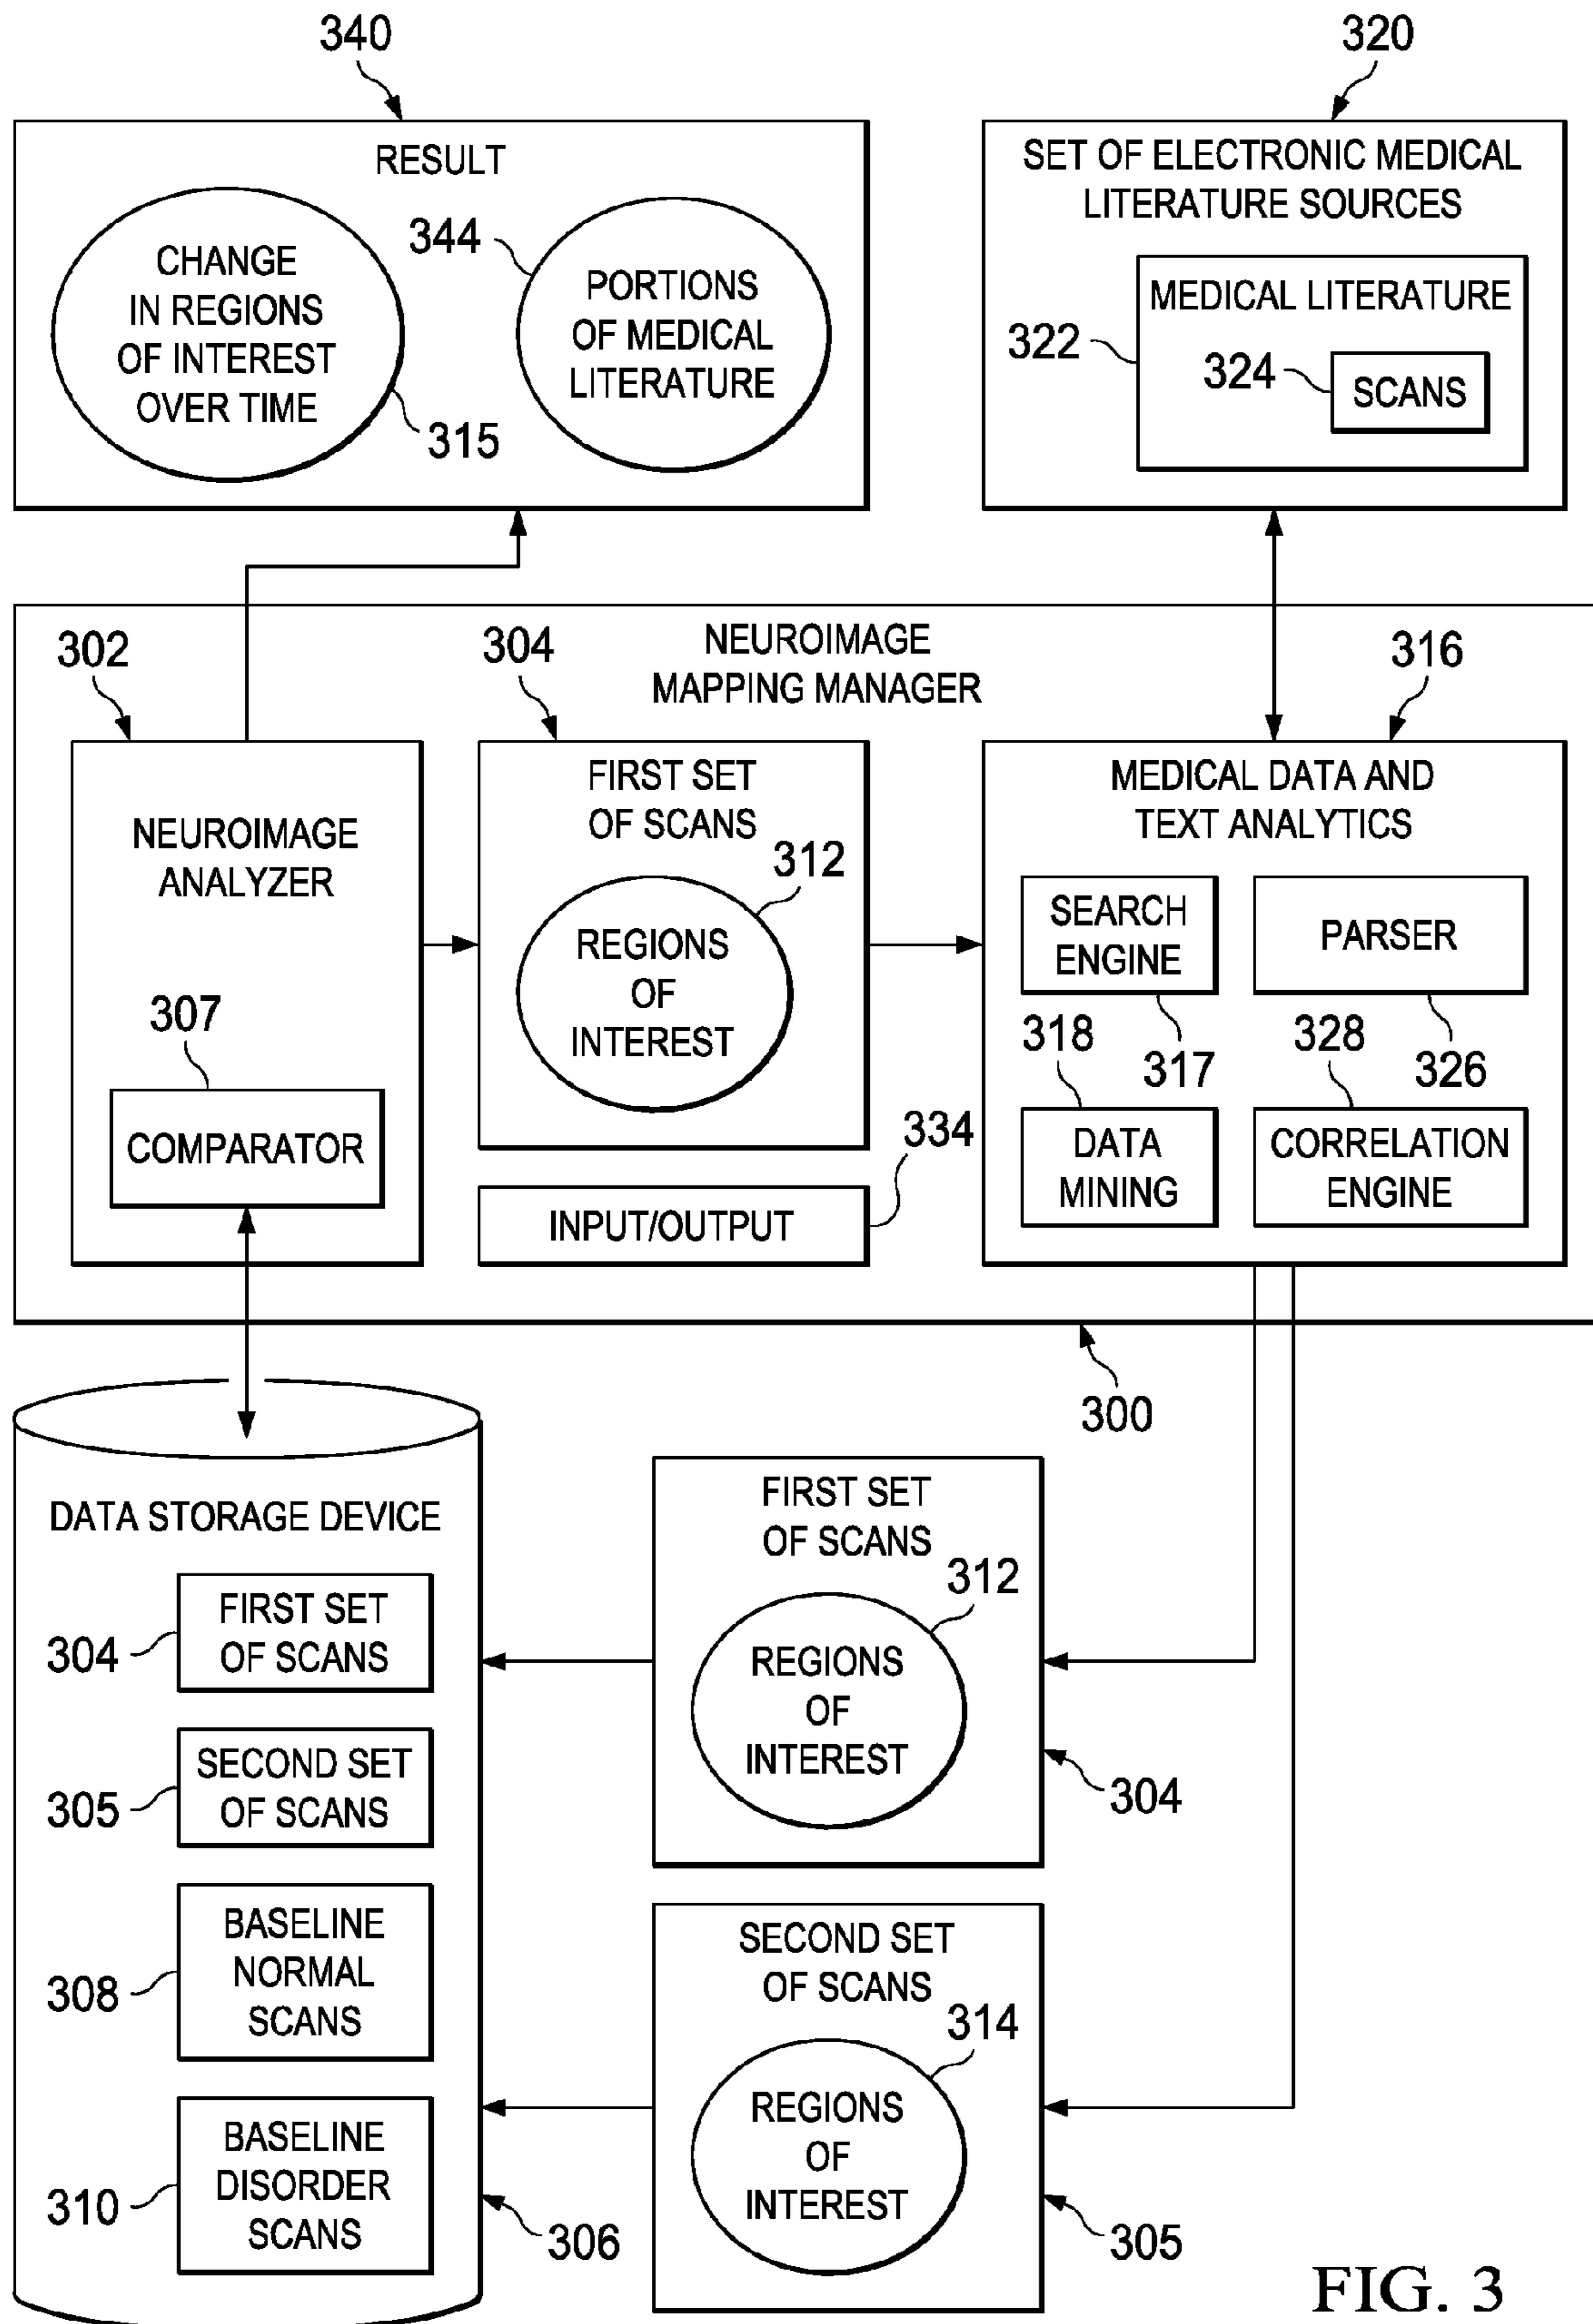 340
320
RESULT
CHANGE
IN REGIONS
OF INTEREST
OVER TIME
315
344
PORTIONS
OF MEDICAL
LITERATURE
SET OF ELECTRONIC MEDICAL
LITERATURE SOURCES
MEDICAL LITERATURE
322
324
SCANS
NEUROIMAGE
MAPPING MANAGER
302
NEUROIMAGE
ANALYZER
307
COMPARATOR
304
FIRST SET
OF SCANS
312
REGIONS
OF
INTEREST
334
INPUT/OUTPUT
316
MEDICAL DATA AND
TEXT ANALYTICS
SEARCH
ENGINE
317
PARSER
326
318
DATA
MINING
328
CORRELATION
ENGINE
300
DATA STORAGE DEVICE
304
FIRST SET
OF SCANS
305
SECOND SET
OF SCANS
308
BASELINE
NORMAL
SCANS
310
BASELINE
DISORDER
SCANS
306
FIRST SET
OF SCANS
312
REGIONS
OF
INTEREST
304
SECOND SET
OF SCANS
314
REGIONS
OF
INTEREST
305
FIG. 3